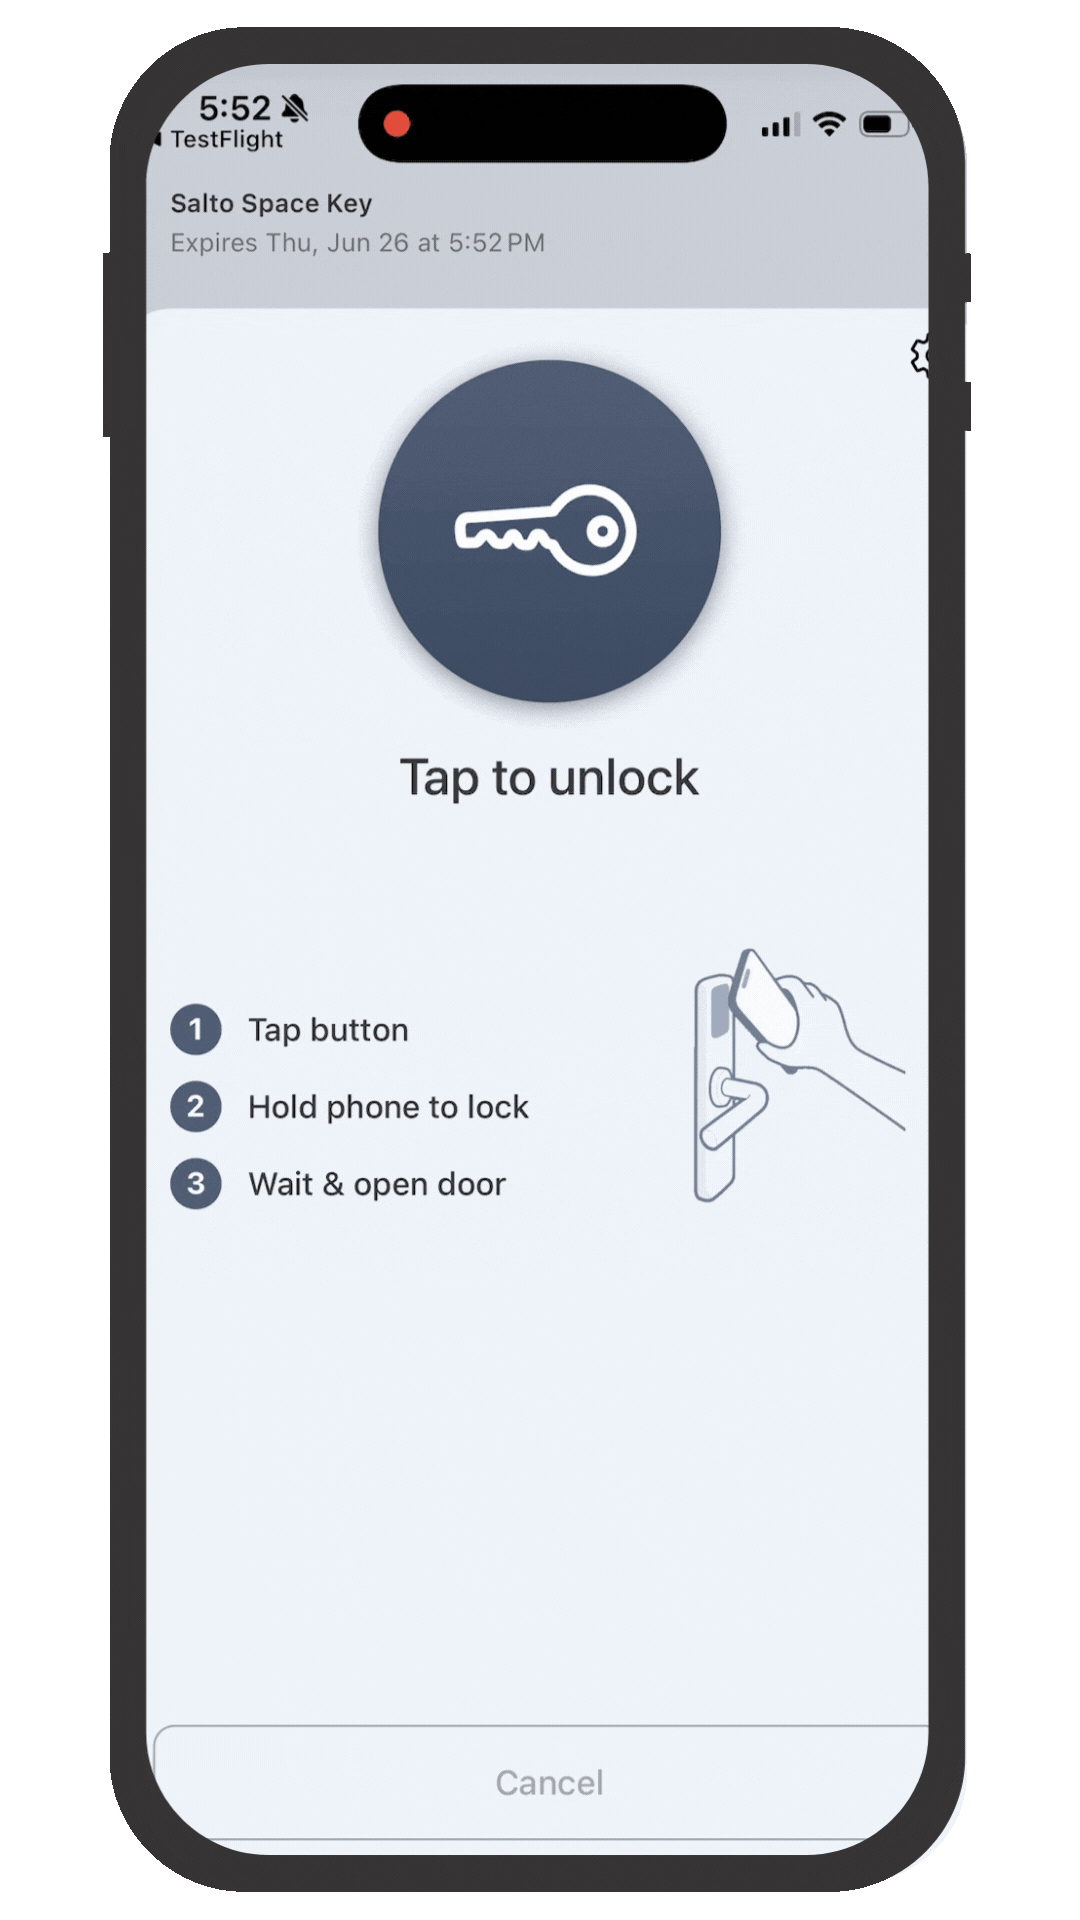 5:52
TestFlight
Salto Space Key
Expires Thu, Jun 26 at 5:52 PM
Tap to unlock
1 Tap button
2 Hold phone to lock
3 Wait & open door
Cancel